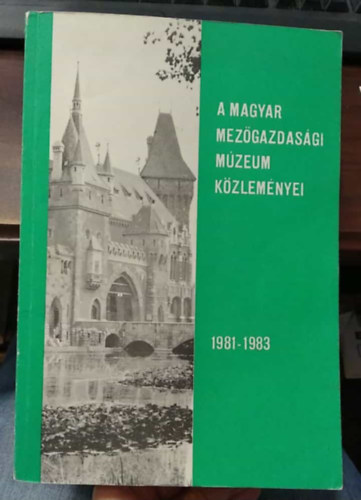 A MAGYAR
MEZŐGAZDASÁGI
MÚZEUM
KÖZLEMÉNYEI
1981-1983